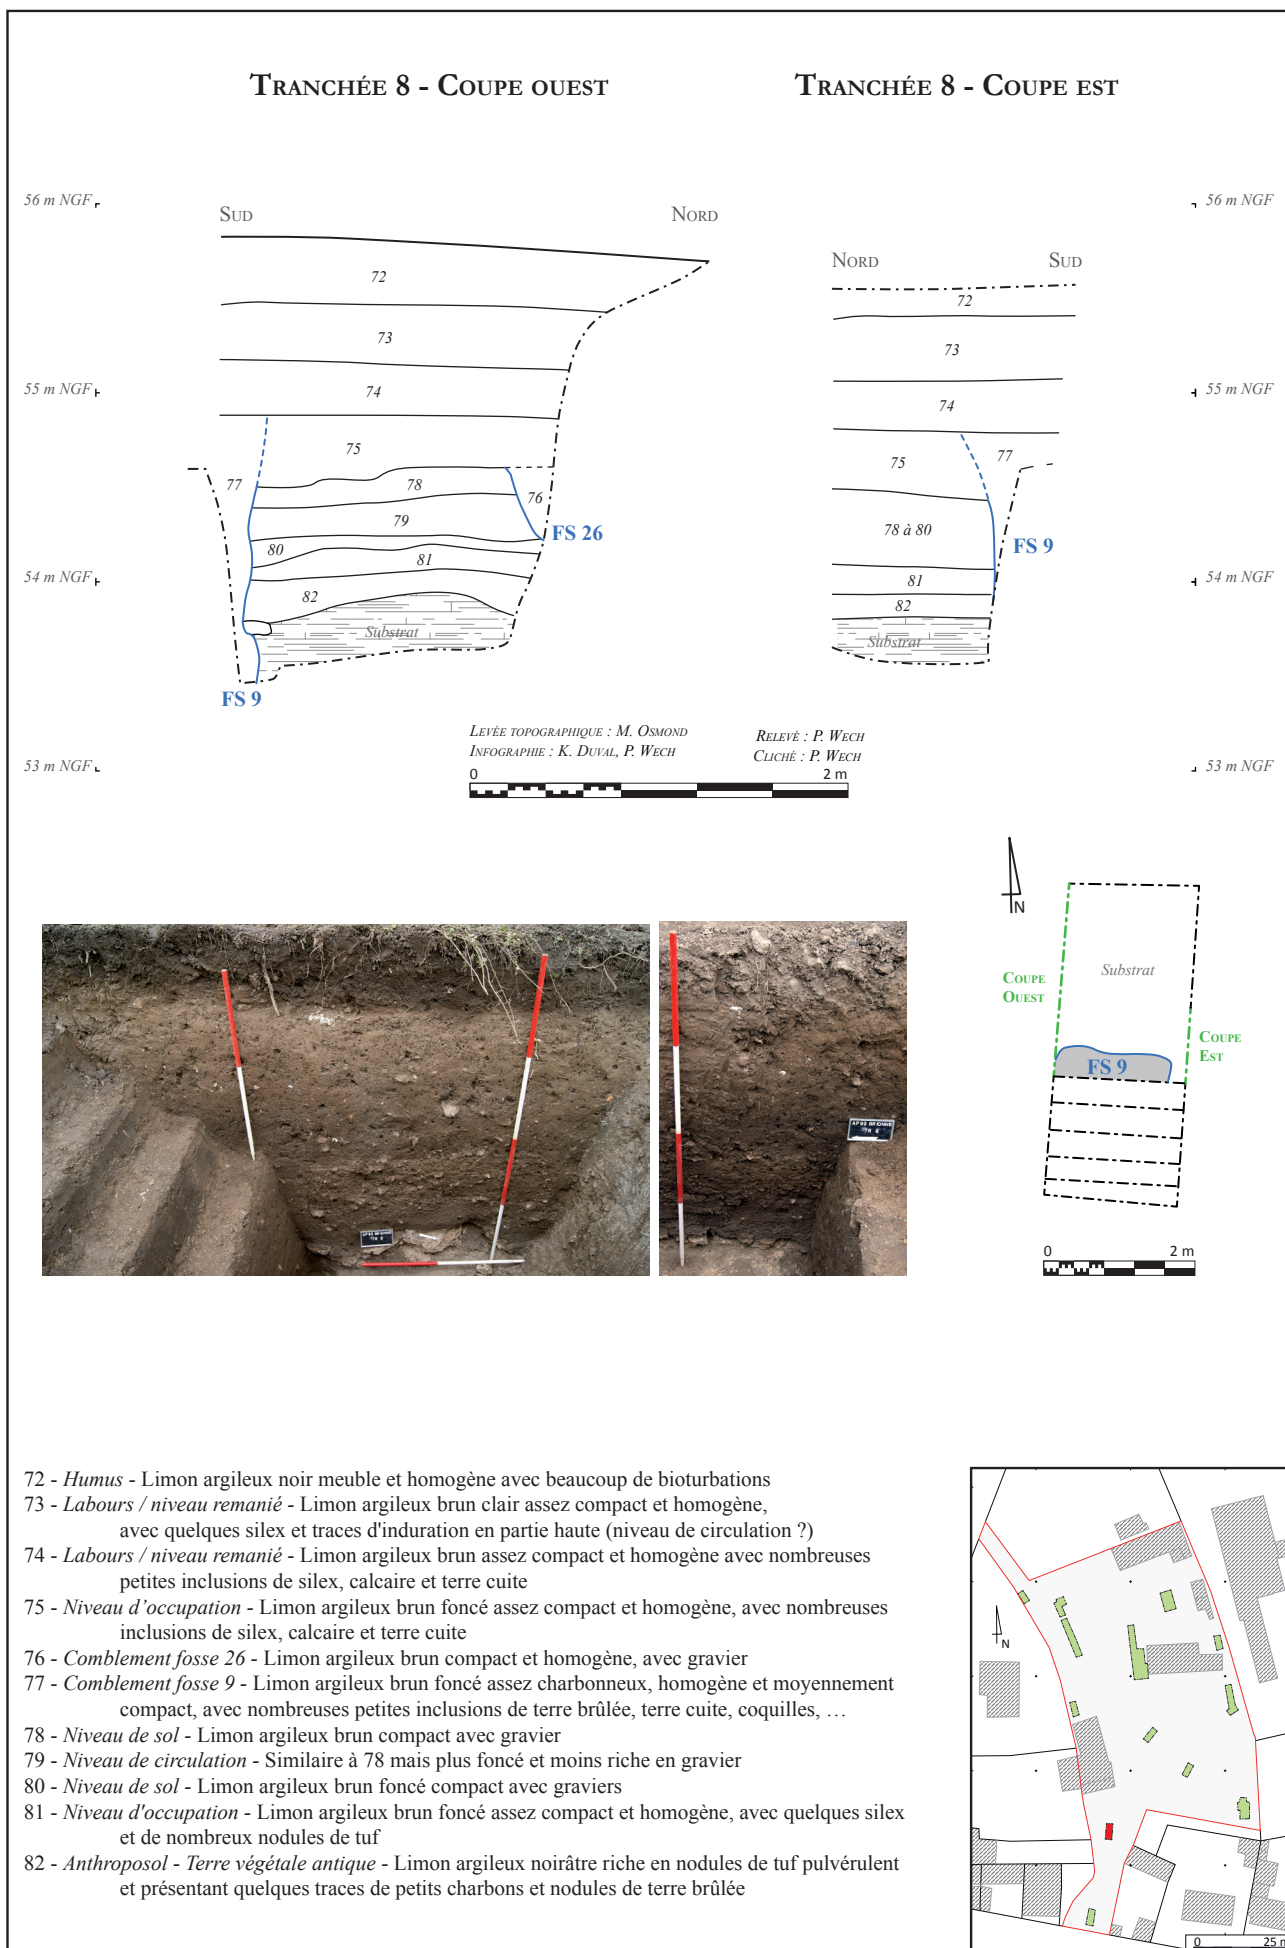 TRANCHÉE 8 - COUPE OUEST
TRANCHÉE 8 - COUPE EST
56 m NGF
56 m NGF
SUD
NORD
NORD
SUD
72
72
73
73
55 m NGF
55 m NGF
74
74
75
75
77
77
78
76
79
FS 26
78 à 80
FS 9
80
81
54 m NGF
81
54 m NGF
82
82
Substrat
Substrat
FS 9
LEVÉE TOPOGRAPHIQUE : M. OSMOND
RELEVÉ : P. WECH
INFOGRAPHIE : K. DUVAL, P. WECH
CLICHÉ : P. WECH
53 m NGF
53 m NGF
0 2 m
N
COUPE
OUEST
Substrat
COUPE
EST
FS 9
AP 92 BRIONNE
TR 8
AP 92 BRIONNE
TR 8
0 2 m
72 - Humus - Limon argileux noir meuble et homogène avec beaucoup de bioturbations
73 - Labours / niveau remanié - Limon argileux brun clair assez compact et homogène,
avec quelques silex et traces d'induration en partie haute (niveau de circulation ?)
74 - Labours / niveau remanié - Limon argileux brun assez compact et homogène avec nombreuses
petites inclusions de silex, calcaire et terre cuite
75 - Niveau d’occupation - Limon argileux brun foncé assez compact et homogène, avec nombreuses
inclusions de silex, calcaire et terre cuite
76 - Comblement fosse 26 - Limon argileux brun compact et homogène, avec gravier
77 - Comblement fosse 9 - Limon argileux brun foncé assez charbonneux, homogène et moyennement
compact, avec nombreuses petites inclusions de terre brûlée, terre cuite, coquilles, …
78 - Niveau de sol - Limon argileux brun compact avec gravier
79 - Niveau de circulation - Similaire à 78 mais plus foncé et moins riche en gravier
80 - Niveau de sol - Limon argileux brun foncé compact avec graviers
81 - Niveau d'occupation - Limon argileux brun foncé assez compact et homogène, avec quelques silex
et de nombreux nodules de tuf
82 - Anthroposol - Terre végétale antique - Limon argileux noirâtre riche en nodules de tuf pulvérulent
et présentant quelques traces de petits charbons et nodules de terre brûlée
N
0 25 m